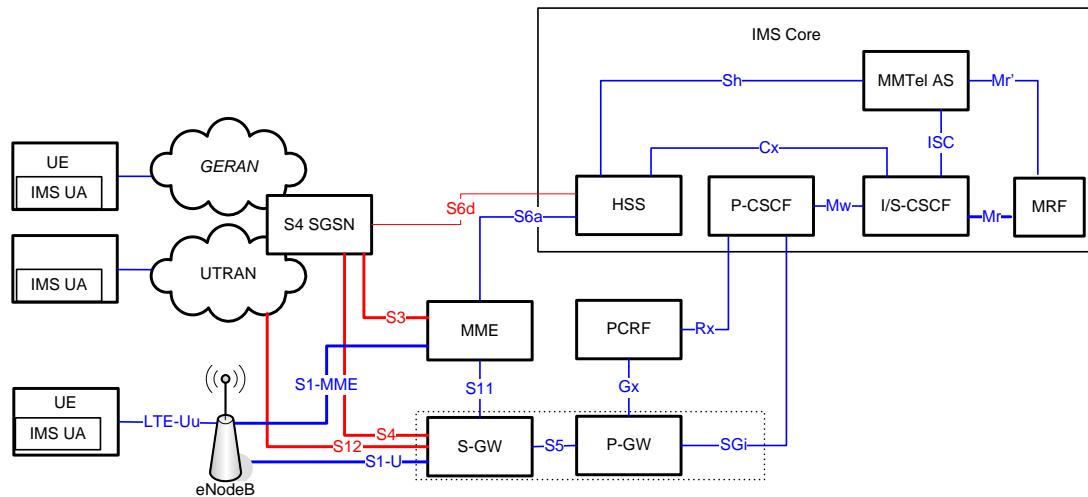 IMS Core
Sh
MMTel AS
Mr'
ISC
Cx
UE
IMS UA
GERAN
S4 SGSN
S6d
S6a
HSS
P-CSCF
Mw
I/S-CSCF
Mr
MRF
IMS UA
UTRAN
S3
MME
PCRF
Rx
S1-MME
S11
Gx
UE
IMS UA
LTE-Uu
S4
S12
S1-U
S-GW
S5
P-GW
SGi
eNodeB